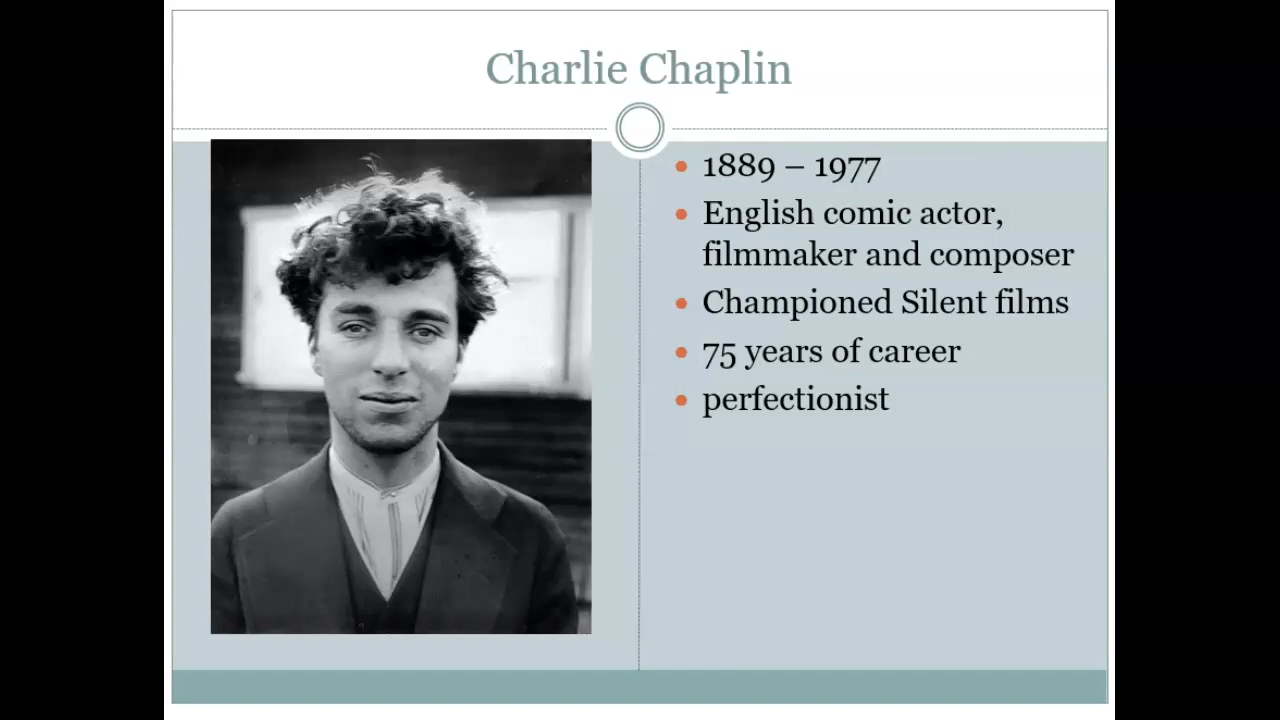 Charlie Chaplin
1889 – 1977
English comic actor,
filmmaker and composer
Championed Silent films
75 years of career
perfectionist